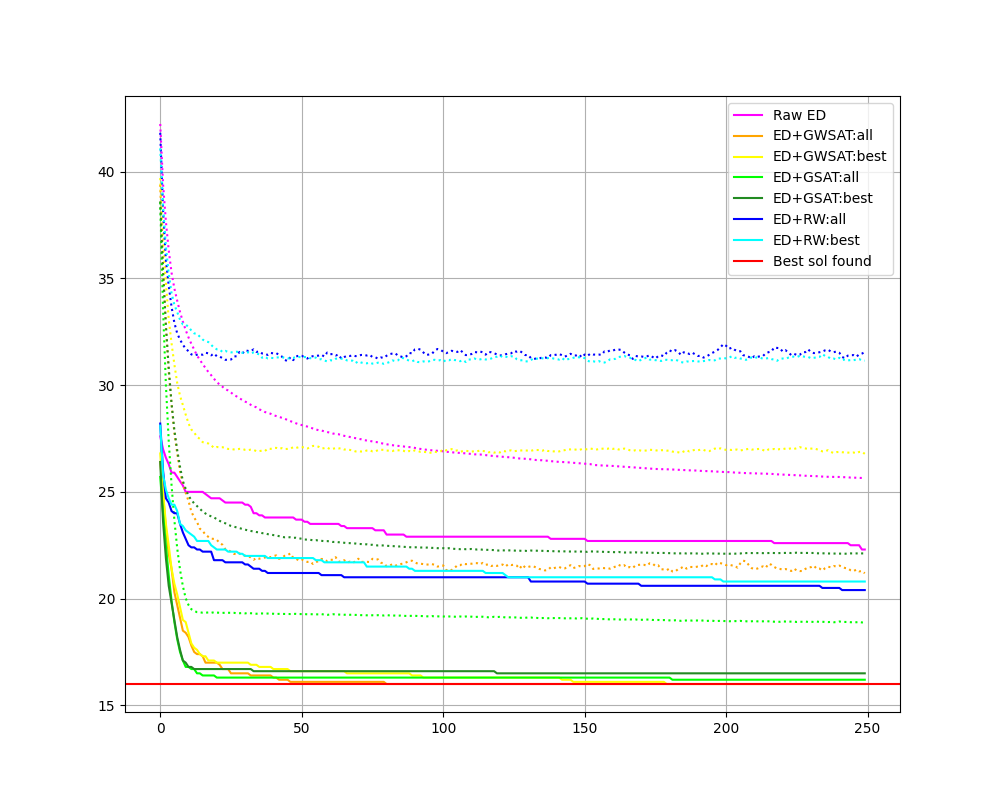 Raw ED
ED+GWSAT:all
ED+GWSAT:best
ED+GSAT:all
ED+GSAT:best
ED+RW:all
ED+RW:best
Best sol found
40
35
30
25
20
15
0 50 100 150 200 250